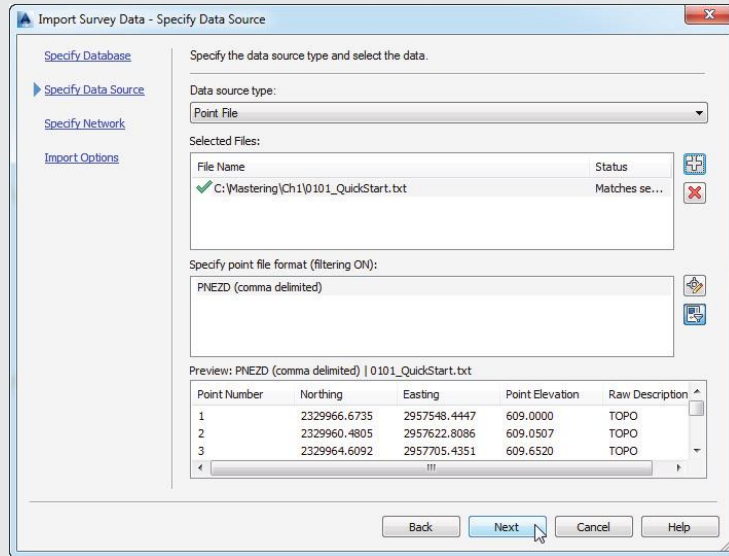 Import Survey Data - Specify Data Source
Specify Database
Specify Data Source
Specify Network
Import Options
Specify the data source type and select the data.
Data source type:
Point File
Selected Files:
File Name Status
C:\Mastering\Ch1\0101_QuickStart.txt Matches se...
Specify point file format (filtering ON):
PNEZD (comma delimited)
Preview: PNEZD (comma delimited) | 0101_QuickStart.txt
Point Number Northing Easting Point Elevation Raw Description
1 2329966.6735 2957548.4447 609.0000 TOPO
2 2329960.4805 2957622.8086 609.0507 TOPO
3 2329964.6092 2957705.4351 609.6520 TOPO
Back Next Cancel Help